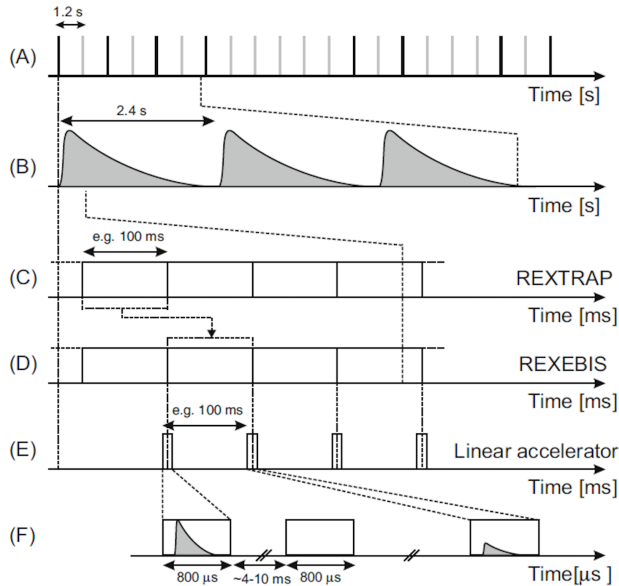 1.2 s
(A)
Time [s]
2.4 s
(B)
Time [s]
e.g. 100 ms
(C)
REXTRAP
Time [ms]
(D)
REXEBIS
Time [ms]
e.g. 100 ms
(E)
Linear accelerator
Time [ms]
(F)
800 µs
~4-10 ms
800 µs
Time[µs ]